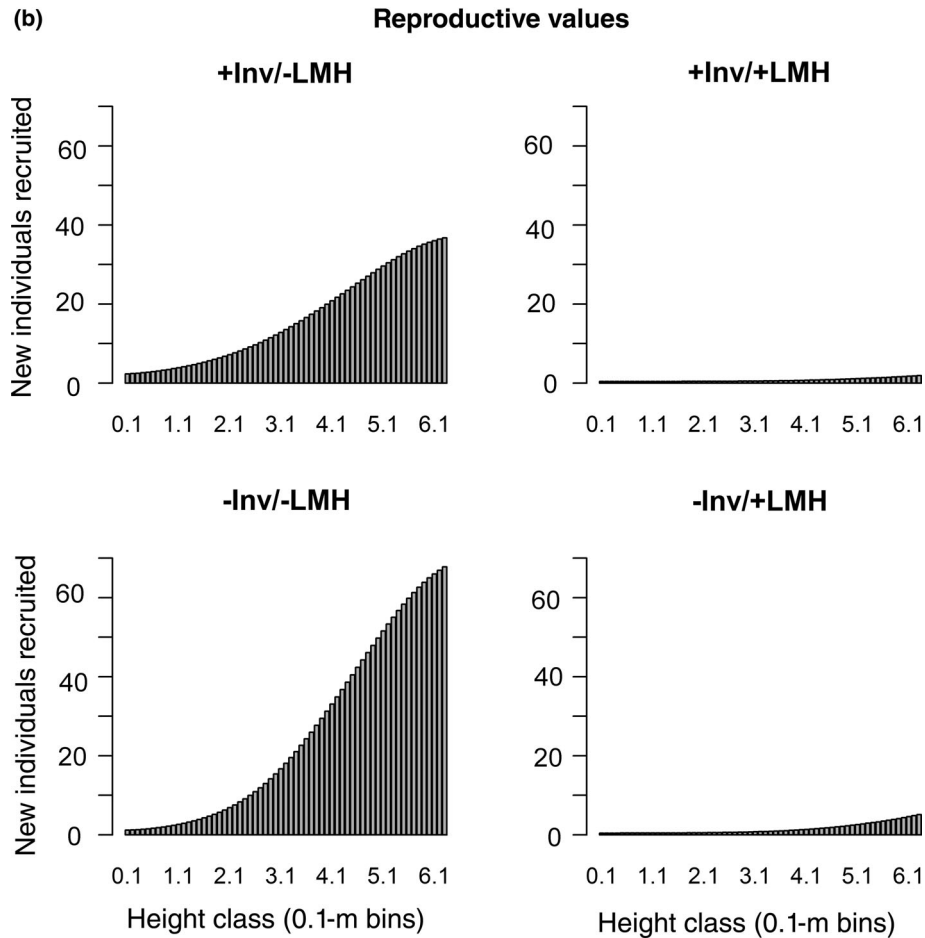 (b) Reproductive values
+Inv/-LMH
New individuals recruited
60
40
20
0
0.1 1.1 2.1 3.1 4.1 5.1 6.1
+Inv/+LMH
60
40
20
0
0.1 1.1 2.1 3.1 4.1 5.1 6.1
-Inv/-LMH
New individuals recruited
60
40
20
0
0.1 1.1 2.1 3.1 4.1 5.1 6.1
Height class (0.1-m bins)
-Inv/+LMH
60
40
20
0
0.1 1.1 2.1 3.1 4.1 5.1 6.1
Height class (0.1-m bins)